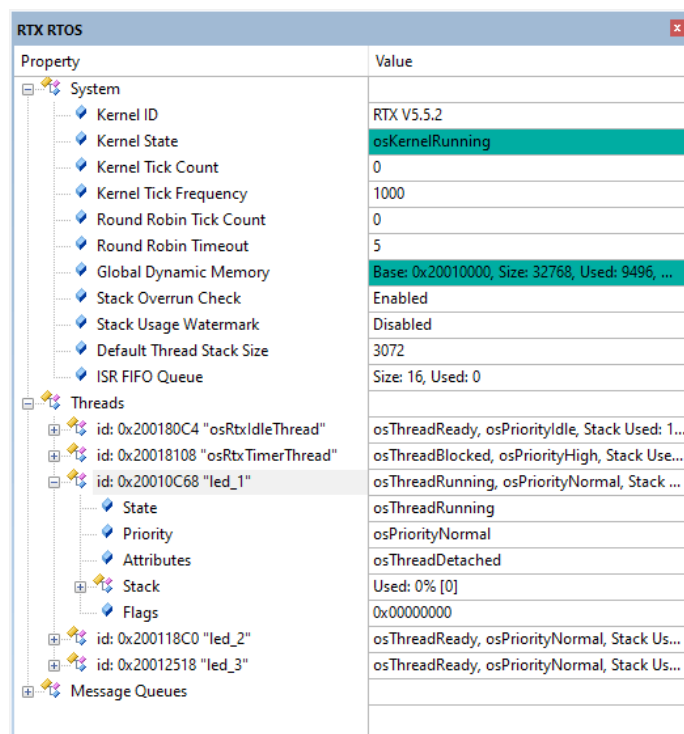 RTX RTOS
Property Value
System
Kernel ID RTX V5.5.2
Kernel State osKernelRunning
Kernel Tick Count 0
Kernel Tick Frequency 1000
Round Robin Tick Count 0
Round Robin Timeout 5
Global Dynamic Memory Base: 0x20010000, Size: 32768, Used: 9496, ...
Stack Overrun Check Enabled
Stack Usage Watermark Disabled
Default Thread Stack Size 3072
ISR FIFO Queue Size: 16, Used: 0
Threads
id: 0x200180C4 "osRtxIdleThread" osThreadReady, osPriorityIdle, Stack Used: 1...
id: 0x20018108 "osRtxTimerThread" osThreadBlocked, osPriorityHigh, Stack Use...
id: 0x20010C68 "led_1" osThreadRunning, osPriorityNormal, Stack ...
State osThreadRunning
Priority osPriorityNormal
Attributes osThreadDetached
Stack Used: 0% [0]
Flags 0x00000000
id: 0x200118C0 "led_2" osThreadReady, osPriorityNormal, Stack Us...
id: 0x20012518 "led_3" osThreadReady, osPriorityNormal, Stack Us...
Message Queues